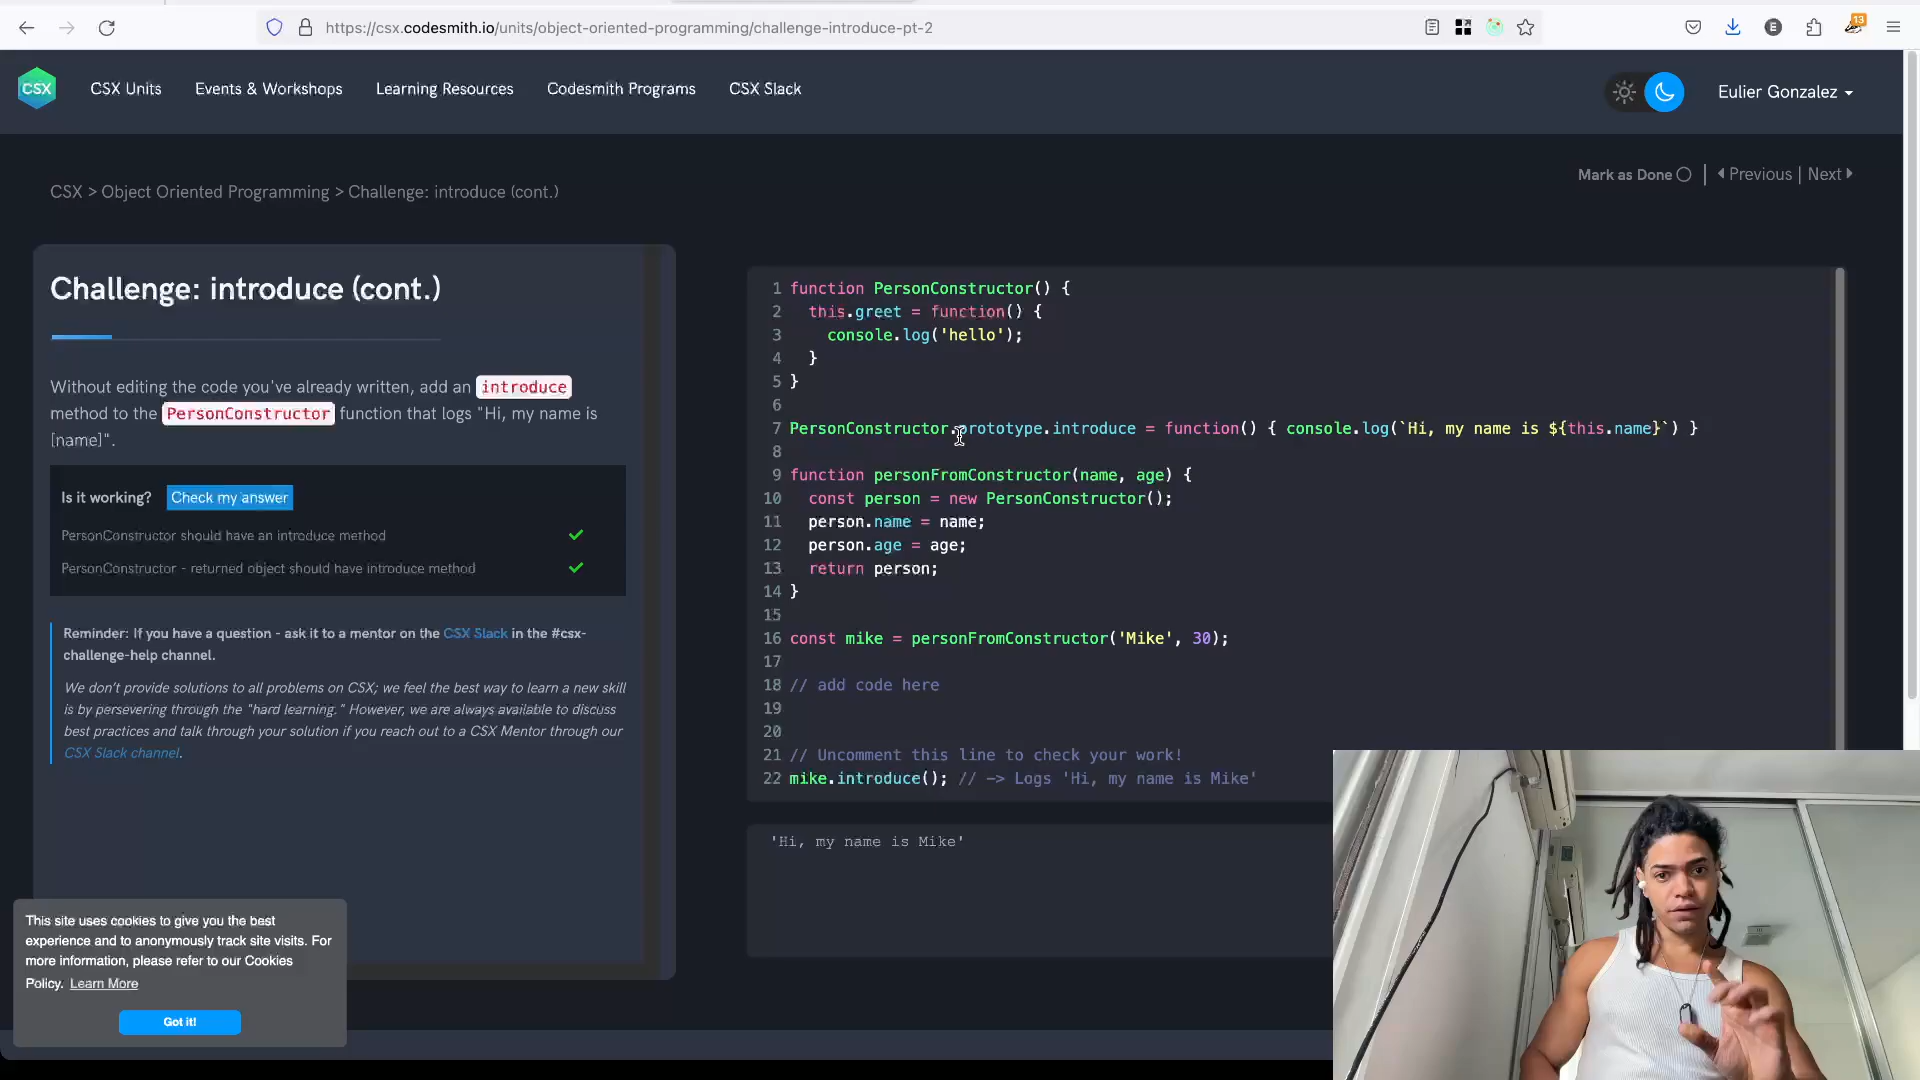 https://csx.codesmith.io/units/object-oriented-programming/challenge-introduce-pt-2
13
CSX
CSX Units
Events & Workshops
Learning Resources
Codesmith Programs
CSX Slack
Eulier Gonzalez
CSX > Object Oriented Programming > Challenge: introduce (cont.)
Mark as Done
Previous | Next
Challenge: introduce (cont.)
Without editing the code you've already written, add an introduce
method to the PersonConstructor function that logs "Hi, my name is
[name]".
Is it working? Check my answer
PersonConstructor should have an introduce method
PersonConstructor - returned object should have introduce method
Reminder: If you have a question - ask it to a mentor on the CSX Slack in the #csx-
challenge-help channel.
We don't provide solutions to all problems on CSX; we feel the best way to learn a new skill
is by persevering through the "hard learning." However, we are always available to discuss
best practices and talk through your solution if you reach out to a CSX Mentor through our
CSX Slack channel.
1 function PersonConstructor() {
2 this.greet = function() {
3 console.log('hello');
4 }
5 }
6
7 PersonConstructor.prototype.introduce = function() { console.log(`Hi, my name is ${this.name}`) }
8
9 function personFromConstructor(name, age) {
10 const person = new PersonConstructor();
11 person.name = name;
12 person.age = age;
13 return person;
14 }
15
16 const mike = personFromConstructor('Mike', 30);
17
18 // add code here
19
20
21 // Uncomment this line to check your work!
22 mike.introduce(); // -> Logs 'Hi, my name is Mike'
'Hi, my name is Mike'
This site uses cookies to give you the best
experience and to anonymously track site visits. For
more information, please refer to our Cookies
Policy. Learn More
Got it!